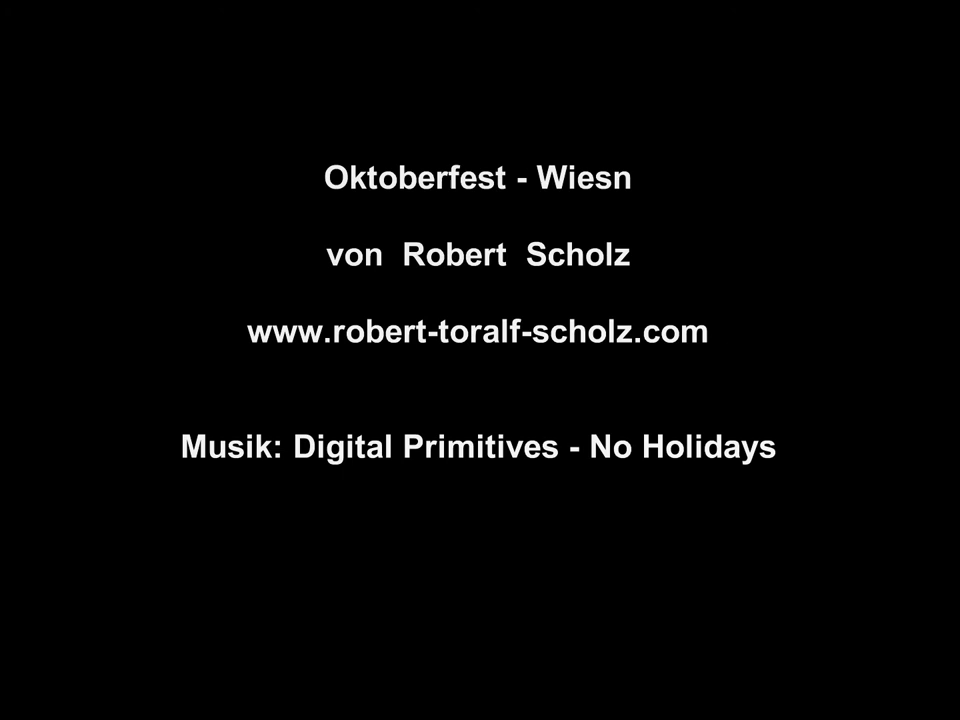 Oktoberfest - Wiesn
von Robert Scholz
www.robert-toralf-scholz.com
Musik: Digital Primitives - No Holidays